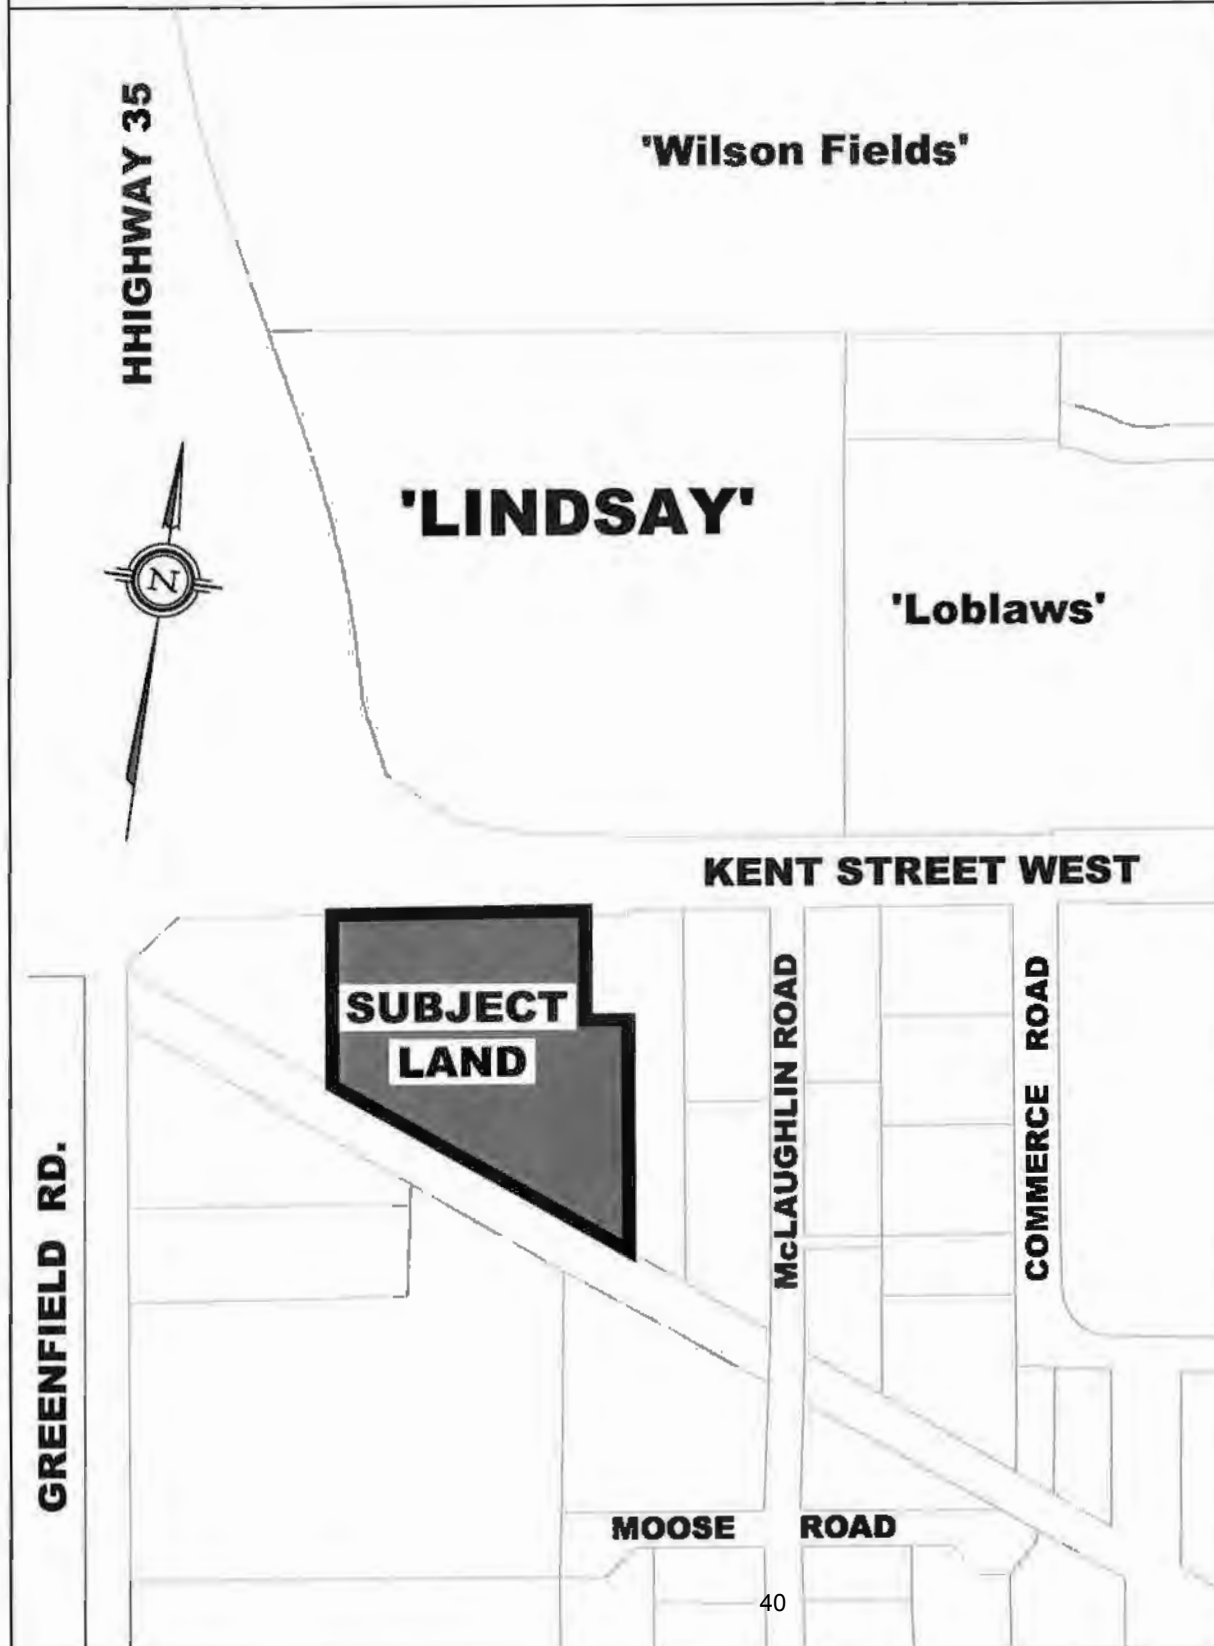 HHIGHWAY 35
'Wilson Fields'
'LINDSAY'
N
'Loblaws'
KENT STREET WEST
SUBJECT
LAND
McLAUGHLIN ROAD
COMMERCE ROAD
GREENFIELD RD.
MOOSE ROAD
40